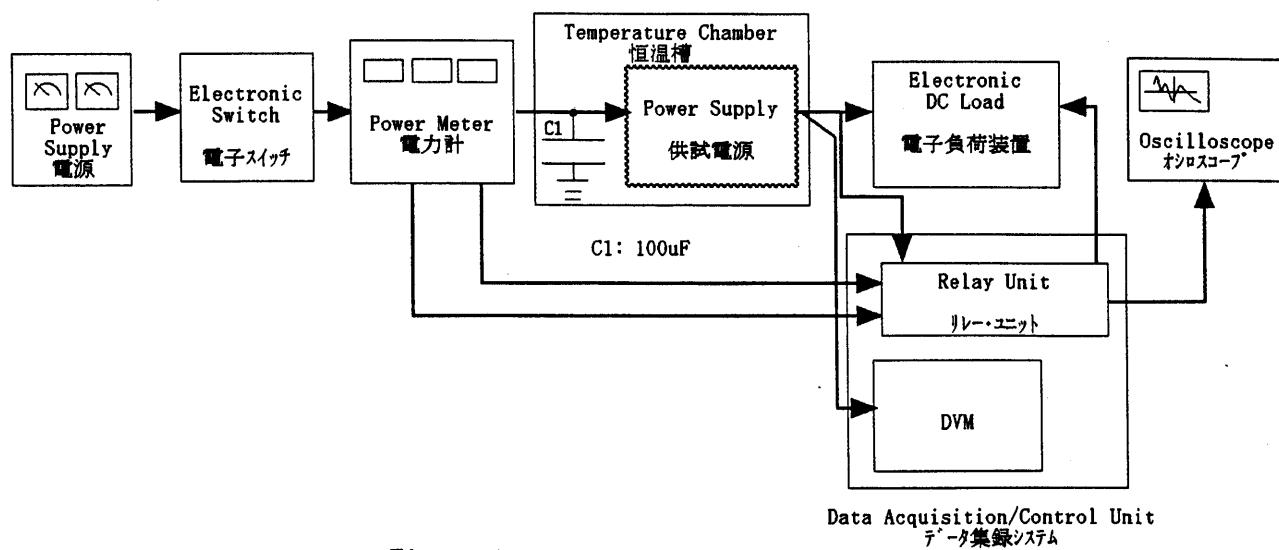 Power
Supply
電源
Electronic
Switch
電子スイッチ
Power Meter
電力計
Temperature Chamber
恒温槽
C1
Power Supply
供試電源
Electronic
DC Load
電子負荷装置
Oscilloscope
オシロスコープ
C1: 100uF
Relay Unit
リレー・ユニット
DVM
Data Acquisition/Control Unit
データ集録システム